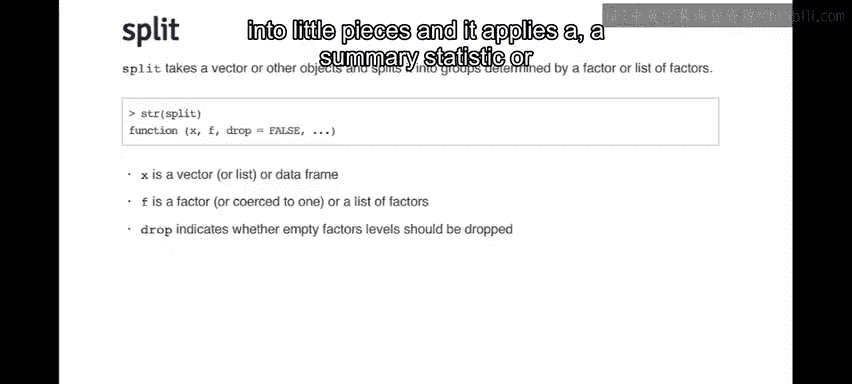 split
into little pieces and it applies a, a
summary statistic or
split takes a vector or other objects and splits it into groups determined by a factor or list of factors.
> str(split)
function (x, f, drop = FALSE, ...)
· x is a vector (or list) or data frame
· f is a factor (or coerced to one) or a list of factors
· drop indicates whether empty factors levels should be dropped